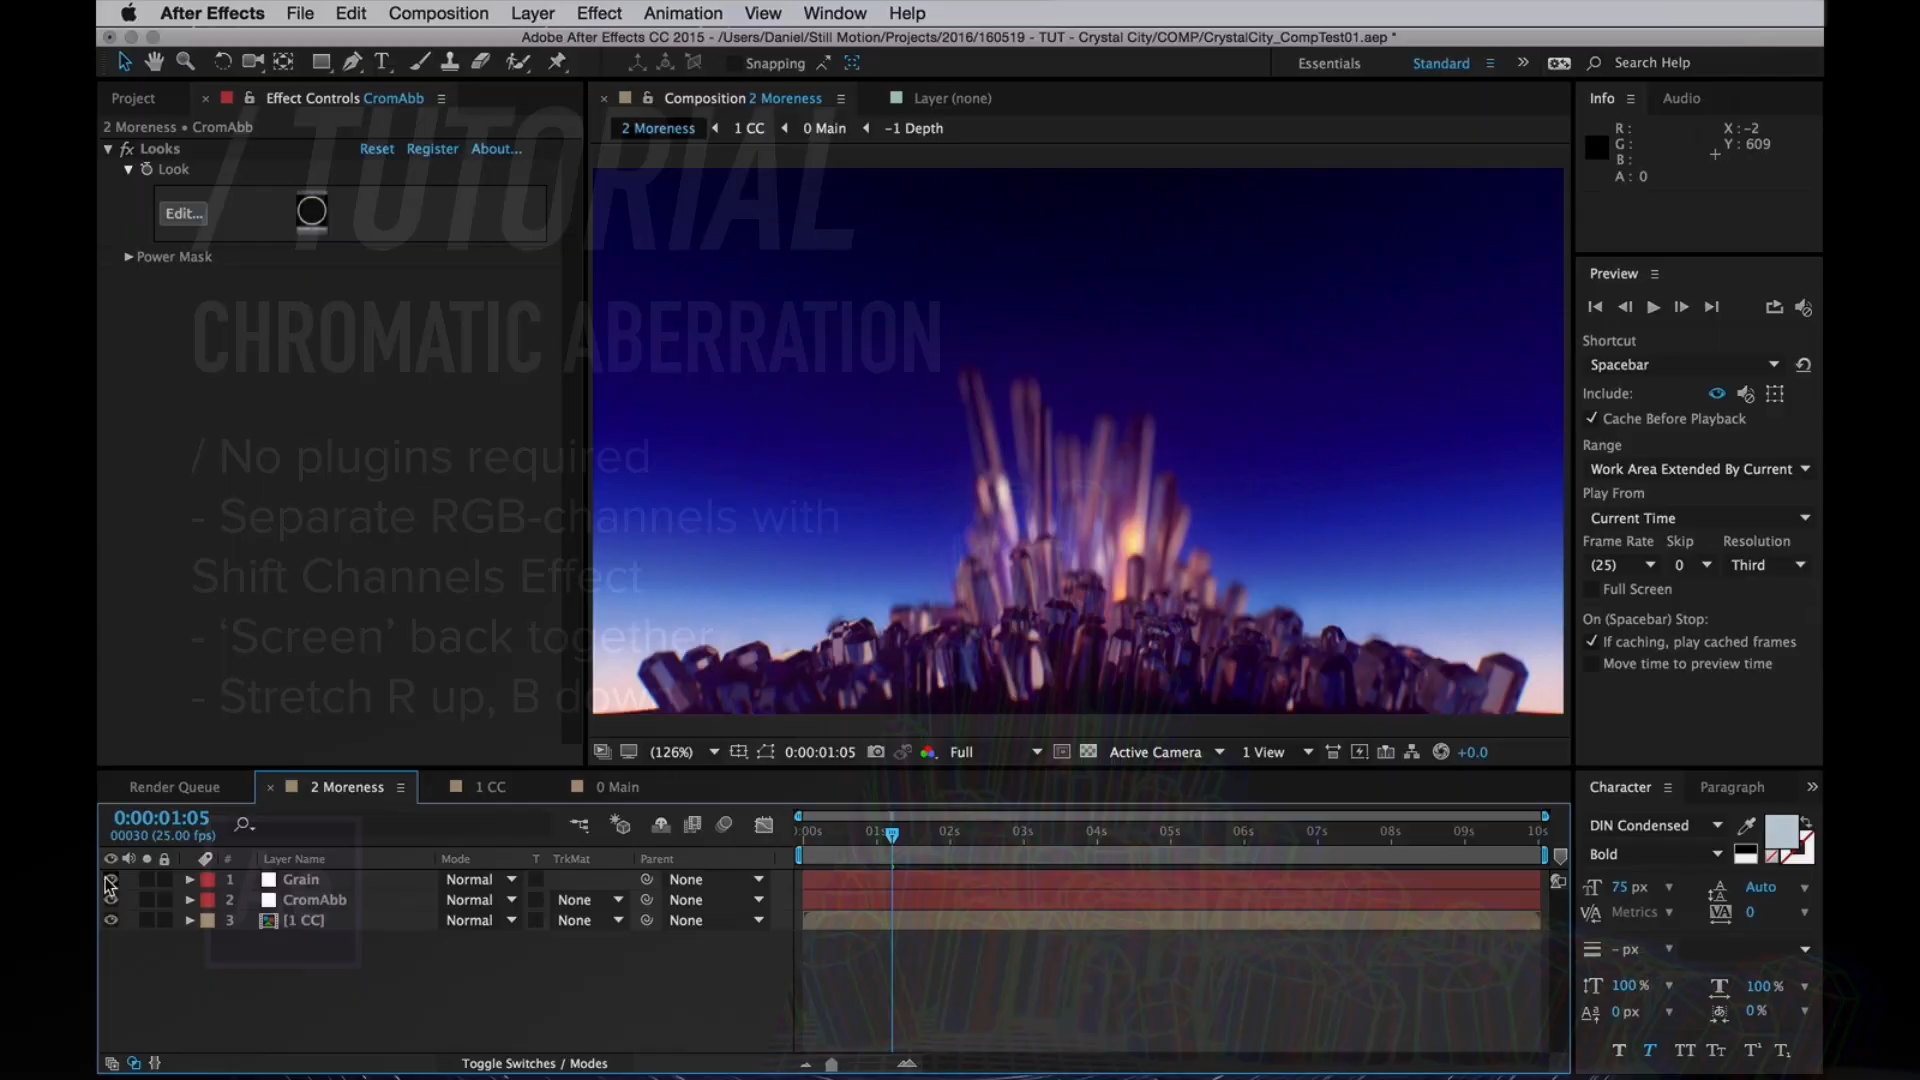 After Effects File Edit Composition Layer Effect Animation View Window Help
Adobe After Effects CC 2015 - /Users/Daniel/Still Motion/Projects/2016/160519 - TUT - Crystal City/COMP/CrystalCity_CompTest01.aep *
Snapping
Essentials
Standard
Search Help
Project
Effect Controls CromAbb
Composition 2 Moreness
Layer (none)
Info
Audio
2 Moreness • CromAbb
2 Moreness
1 CC
0 Main
-1 Depth
R :
G :
B :
A : 0
X : -2
Y : 609
fx Looks
Reset Register About...
Look
Edit...
Power Mask
/ TUTORIAL
CHROMATIC ABERRATION
/ No plugins required
- Separate RGB-channels with
Shift Channels Effect
- ‘Screen’ back together
- Stretch R up, B down
Preview
Shortcut
Spacebar
Include:
Cache Before Playback
Range
Work Area Extended By Current
Play From
Current Time
Frame Rate Skip Resolution
(25) 0 Third
Full Screen
On (Spacebar) Stop:
If caching, play cached frames
Move time to preview time
(126%)
0:00:01:05
Full
Active Camera
1 View
+0.0
Render Queue
2 Moreness
1 CC
0 Main
0:00:01:05
00030 (25.00 fps)
:00s 01s 02s 03s 04s 05s 06s 07s 08s 09s 10s
# Layer Name Mode T TrkMat Parent
1 Grain Normal None
2 CromAbb Normal None None
3 [1 CC] Normal None None
Toggle Switches / Modes
Character
Paragraph
DIN Condensed
Bold
75 px
Auto
Metrics
0
- px
100 %
100 %
0 px
0 %
T T TT Tт T¹ T₁